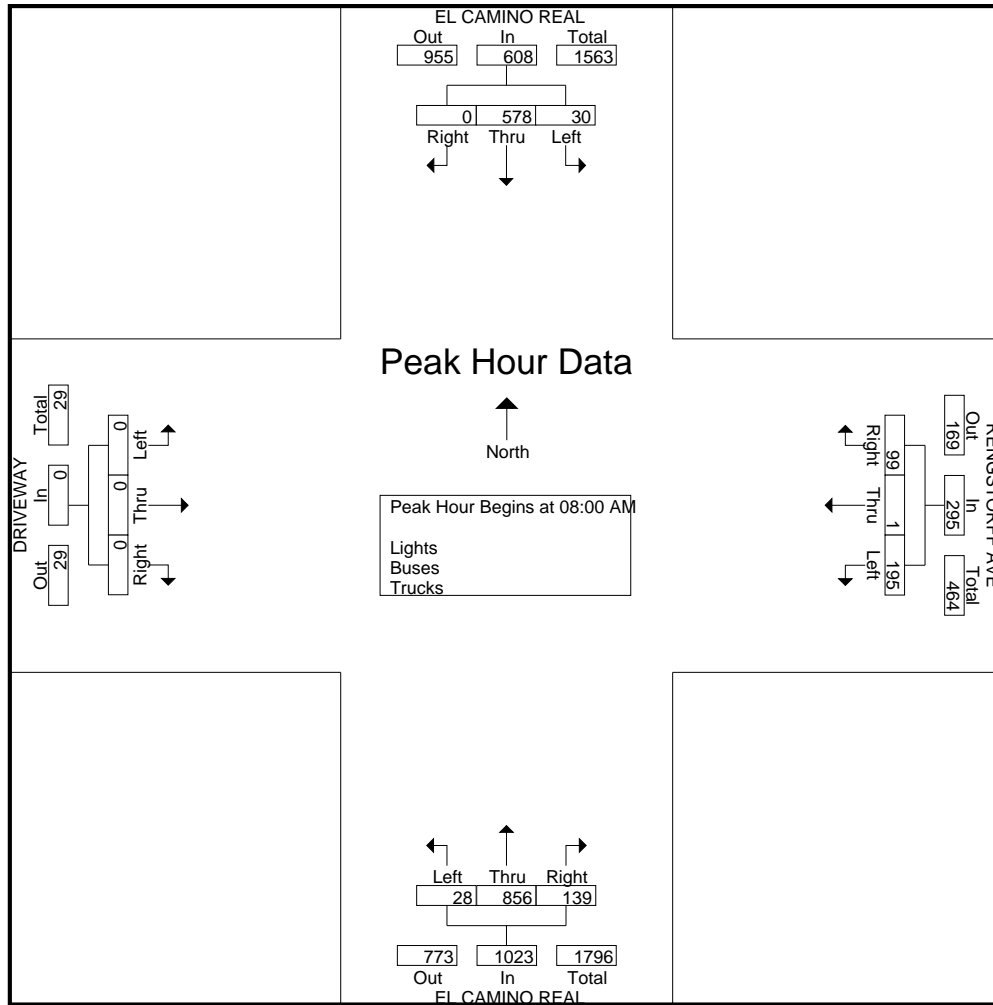 EL CAMINO REAL
Out In Total
955 608 1563
0 578 30
Right Thru Left
Peak Hour Data
North
Peak Hour Begins at 08:00 AM
Lights
Buses
Trucks
DRIVEWAY
Out In Total
29 0 29
Right Thru Left
0 0 0
RENGSTORFF AVE
Out In Total
169 295 464
99 1 195
Right Thru Left
Left Thru Right
28 856 139
773 1023 1796
Out In Total
EL CAMINO REAL